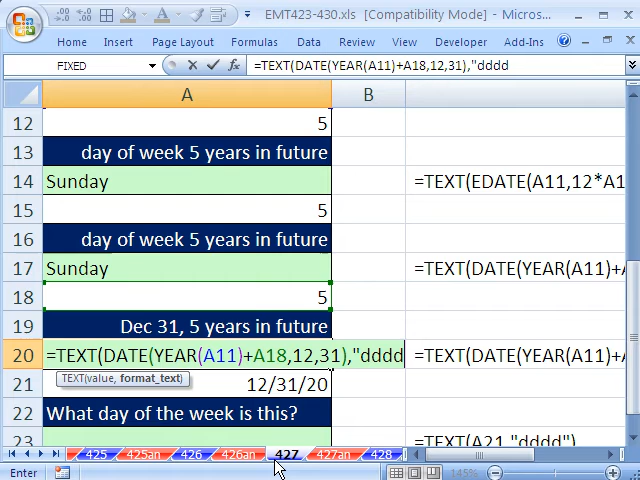 EMT423-430.xls [Compatibility Mode] - Micros...
Home Insert Page Layout Formulas Data Review View Add-Ins
FIXED =TEXT(DATE(YEAR(A11)+A18,12,31),"dddd
A B
12 5
13 day of week 5 years in future
14 Sunday =TEXT(EDATE(A11,12*A1
15 5
16 day of week 5 years in future
17 Sunday =TEXT(DATE(YEAR(A11)+A
18 5
19 Dec 31, 5 years in future
20 =TEXT(DATE(YEAR(A11)+A18,12,31),"dddd =TEXT(DATE(YEAR(A11)+A
TEXT(value, format_text)
21 12/31/20
22 What day of the week is this?
23 =TEXT(A21,"dddd")
425 425an 426 426an 427 427an 428
Enter 145%